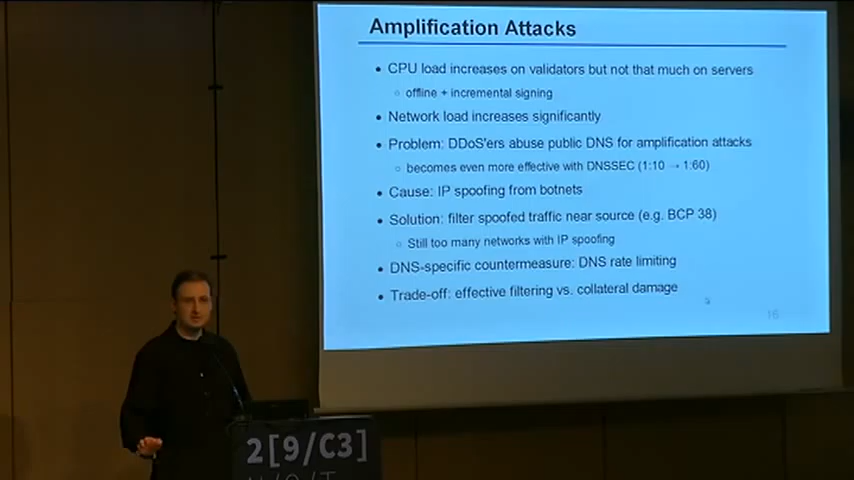 Amplification Attacks
• CPU load increases on validators but not that much on servers
○ offline + incremental signing
• Network load increases significantly
• Problem: DDoS'ers abuse public DNS for amplification attacks
○ becomes even more effective with DNSSEC (1:10 → 1:60)
• Cause: IP spoofing from botnets
• Solution: filter spoofed traffic near source (e.g. BCP 38)
○ Still too many networks with IP spoofing
• DNS-specific countermeasure: DNS rate limiting
• Trade-off: effective filtering vs. collateral damage
16
2[9/C3]